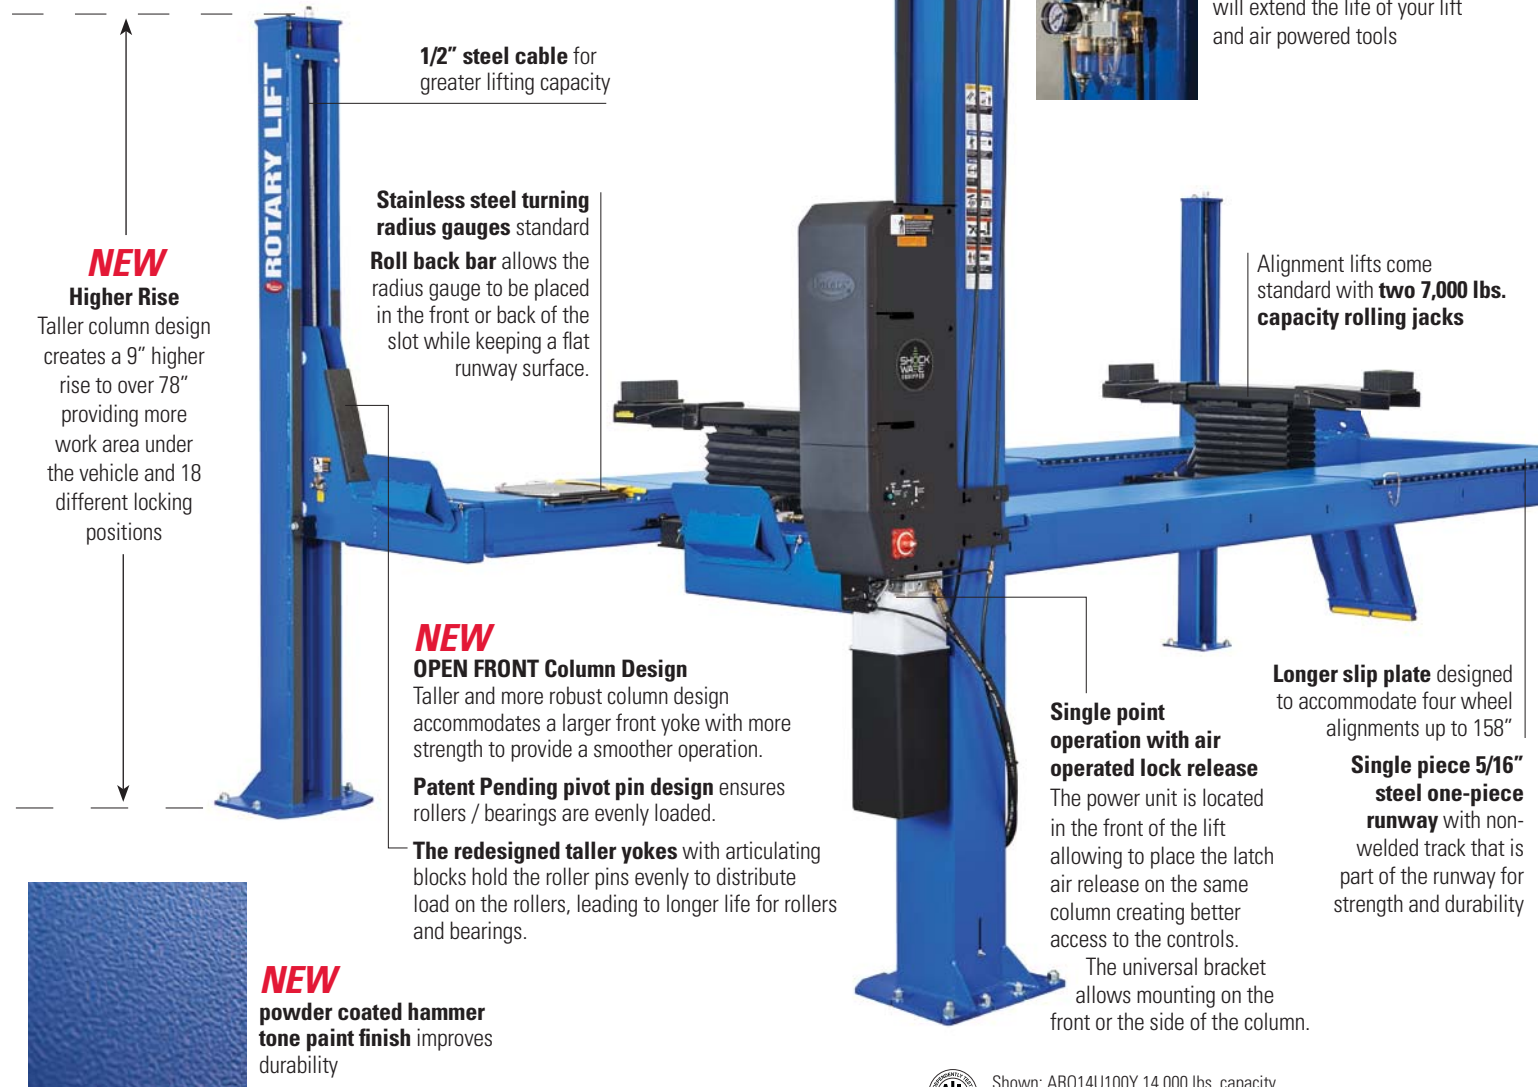 will extend the life of your lift
and air powered tools
1/2” steel cable for
greater lifting capacity
ROTARY LIFT
Stainless steel turning
radius gauges standard
Roll back bar allows the
radius gauge to be placed
in the front or back of the
slot while keeping a flat
runway surface.
NEW
Higher Rise
Taller column design
creates a 9” higher
rise to over 78”
providing more
work area under
the vehicle and 18
different locking
positions
SHOCK
WAVE
EQUIPPED
Alignment lifts come
standard with two 7,000 lbs.
capacity rolling jacks
NEW
OPEN FRONT Column Design
Taller and more robust column design
accommodates a larger front yoke with more
strength to provide a smoother operation.
Patent Pending pivot pin design ensures
rollers / bearings are evenly loaded.
The redesigned taller yokes with articulating
blocks hold the roller pins evenly to distribute
load on the rollers, leading to longer life for rollers
and bearings.
Single point
operation with air
operated lock release
The power unit is located
in the front of the lift
allowing to place the latch
air release on the same
column creating better
access to the controls.
The universal bracket
allows mounting on the
front or the side of the column.
Longer slip plate designed
to accommodate four wheel
alignments up to 158”
Single piece 5/16”
steel one-piece
runway with non-
welded track that is
part of the runway for
strength and durability
NEW
powder coated hammer
tone paint finish improves
durability
Shown: ARO14U100Y 14,000 lbs. capacity